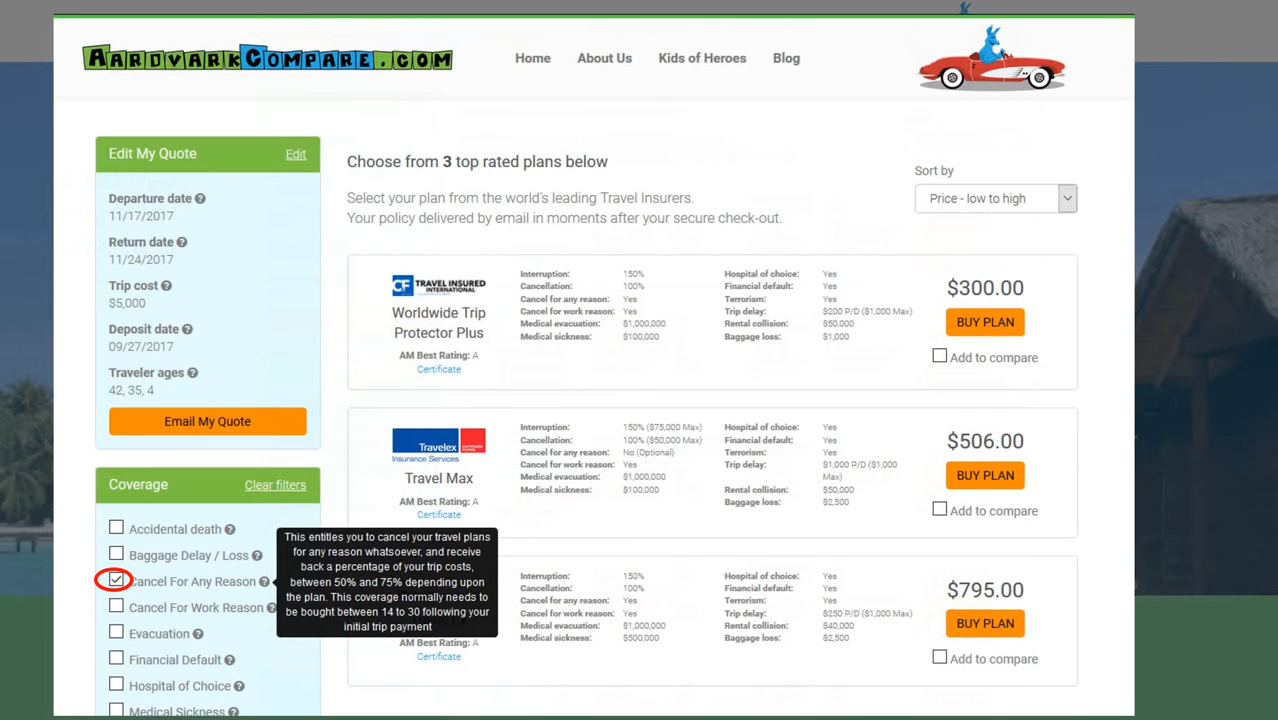 AARDVARKCOMPARE.COM
Home About Us Kids of Heroes Blog
Edit My Quote Edit
Departure date
11/17/2017
Return date
11/24/2017
Trip cost
$5,000
Deposit date
09/27/2017
Traveler ages
42, 35, 4
Email My Quote
Coverage Clear filters
Accidental death
Baggage Delay / Loss
Cancel For Any Reason
Cancel For Work Reason
Evacuation
Financial Default
Hospital of Choice
Medical Sickness
This entitles you to cancel your travel plans
for any reason whatsoever, and receive
back a percentage of your trip costs,
between 50% and 75% depending upon
the plan. This coverage normally needs to
be bought between 14 to 30 following your
initial trip payment
Choose from 3 top rated plans below
Select your plan from the world's leading Travel Insurers.
Your policy delivered by email in moments after your secure check-out.
Sort by
Price - low to high
TRAVEL INSURED
INTERNATIONAL
Worldwide Trip
Protector Plus
AM Best Rating: A
Certificate
Interruption: 150% Hospital of choice: Yes
Cancellation: 100% Financial default: Yes
Cancel for any reason: Yes Terrorism: Yes
Cancel for work reason: Yes Trip delay: $200 P/D ($1,000 Max)
Medical evacuation: $1,000,000 Rental collision: $50,000
Medical sickness: $100,000 Baggage loss: $1,000
$300.00
BUY PLAN
Add to compare
Travelex
Insurance Services
Travel Max
AM Best Rating: A
Certificate
Interruption: 150% ($75,000 Max) Hospital of choice: Yes
Cancellation: 100% ($50,000 Max) Financial default: Yes
Cancel for any reason: No (Optional) Terrorism: Yes
Cancel for work reason: Yes Trip delay: $1,000 P/D ($1,000
Max)
Medical evacuation: $1,000,000 Rental collision: $50,000
Medical sickness: $100,000 Baggage loss: $2,500
$506.00
BUY PLAN
Add to compare
AM Best Rating: A
Certificate
Interruption: 150% Hospital of choice: Yes
Cancellation: 100% Financial default: Yes
Cancel for any reason: Yes Terrorism: Yes
Cancel for work reason: Yes Trip delay: $250 P/D ($1,000 Max)
Medical evacuation: $1,000,000 Rental collision: $40,000
Medical sickness: $500,000 Baggage loss: $2,500
$795.00
BUY PLAN
Add to compare